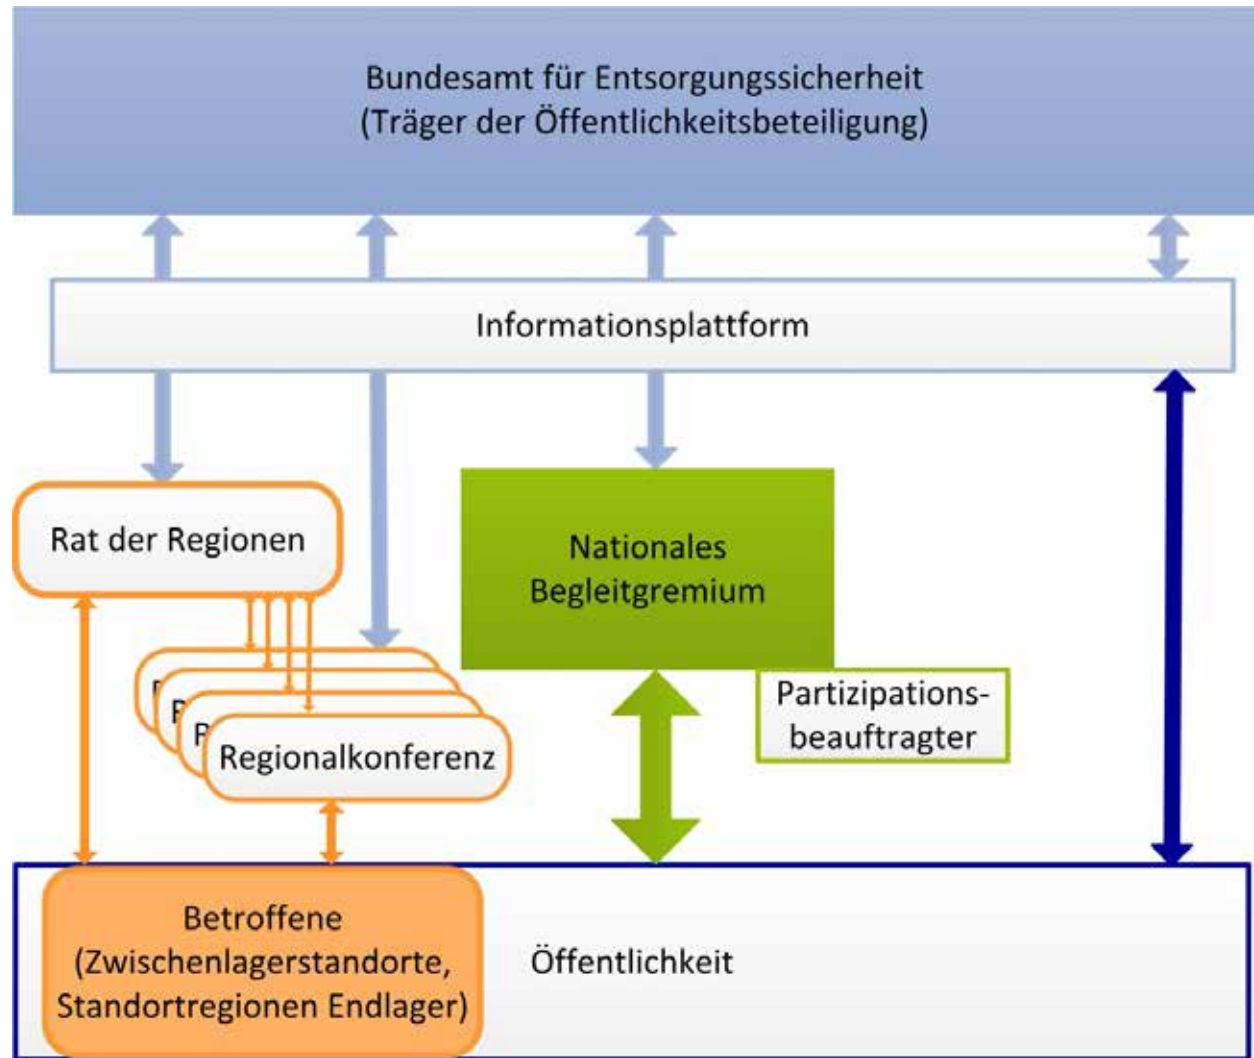 Bundesamt für Entsorgungssicherheit
(Träger der Öffentlichkeitsbeteiligung)
Informationsplattform
Rat der Regionen
Nationales
Begleitgremium
R
R
R
Regionalkonferenz
Partizipations-
beauftragter
Betroffene
(Zwischenlagerstandorte,
Standortregionen Endlager)
Öffentlichkeit